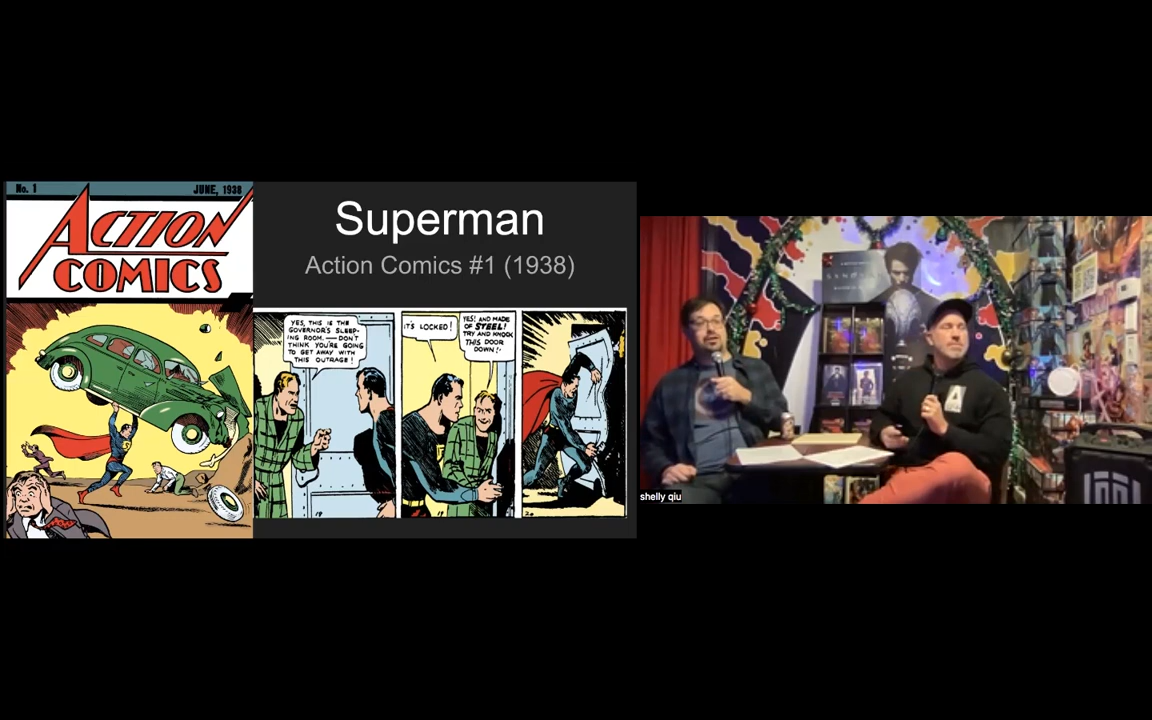 No. 1
JUNE, 1938
ACTION
COMICS
Superman
Action Comics #1 (1938)
YES, THIS IS THE
GOVERNOR'S SLEEP-
ING ROOM.—DON'T
THINK YOU'RE GOING
TO GET AWAY WITH
THIS OUTRAGE!
IT'S LOCKED!
YES! AND MADE
OF STEEL!
TRY AND KNOCK
THIS DOOR
DOWN!
shelly qiu